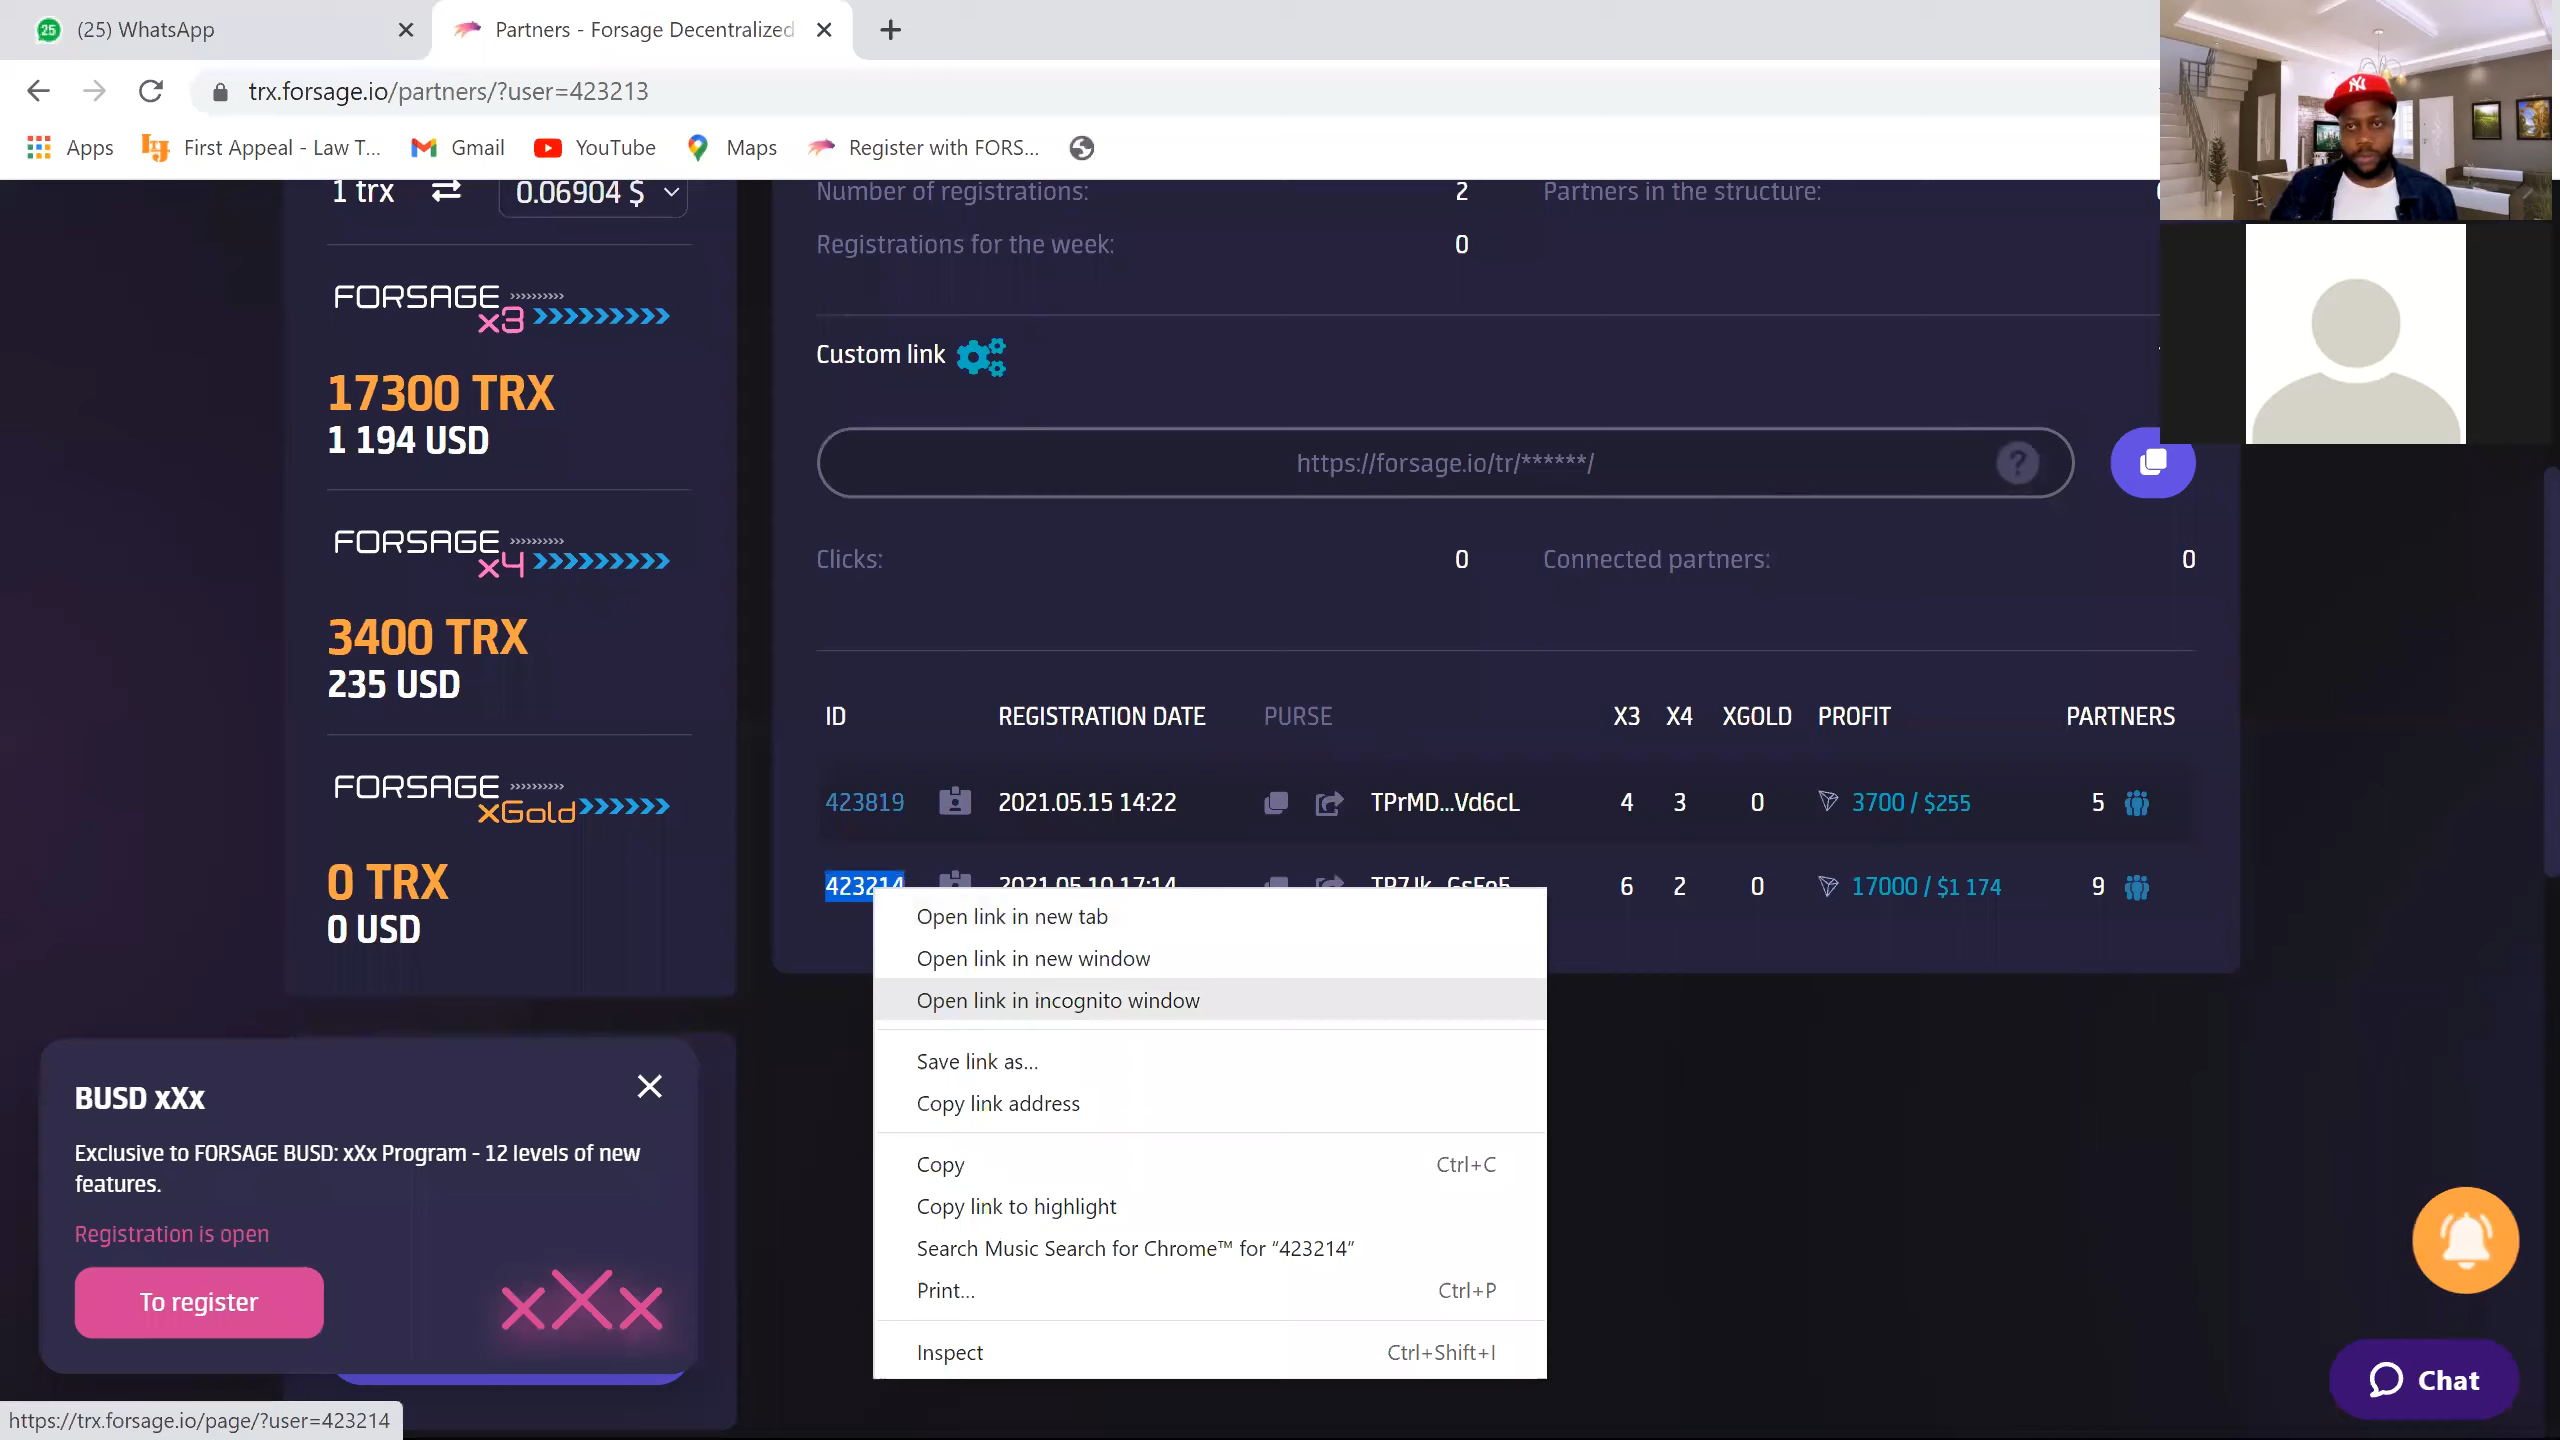 25 (25) WhatsApp
Partners - Forsage Decentralized
trx.forsage.io/partners/?user=423213
Apps First Appeal - Law T... Gmail YouTube Maps Register with FORS...
1 trx 0.06904 $
Number of registrations: 2 Partners in the structure:
Registrations for the week: 0
FORSAGE
x3
17300 TRX
1 194 USD
FORSAGE
x4
3400 TRX
235 USD
FORSAGE
xGold
0 TRX
0 USD
Custom link
https://forsage.io/tr/******/ ?
Clicks: 0 Connected partners: 0
ID REGISTRATION DATE PURSE X3 X4 XGOLD PROFIT PARTNERS
423819 2021.05.15 14:22 TPrMD...Vd6cL 4 3 0 3700 / $255 5
423214 2021.05.10 17:14 6 2 0 17000 / $1 174 9
Open link in new tab
Open link in new window
Open link in incognito window
Save link as...
Copy link address
Copy Ctrl+C
Copy link to highlight
Search Music Search for Chrome™ for “423214”
Print... Ctrl+P
Inspect Ctrl+Shift+I
BUSD xXx
Exclusive to FORSAGE BUSD: xXx Program - 12 levels of new
features.
Registration is open
To register
xXx
Chat
https://trx.forsage.io/page/?user=423214